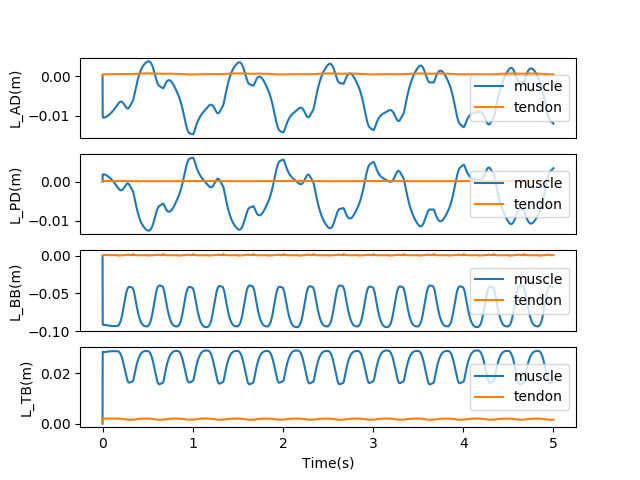 L_AD(m)
0.00
−0.01
muscle
tendon
L_PD(m)
0.00
−0.01
muscle
tendon
L_BB(m)
0.00
−0.05
−0.10
muscle
tendon
L_TB(m)
0.02
0.00
muscle
tendon
0 1 2 3 4 5
Time(s)